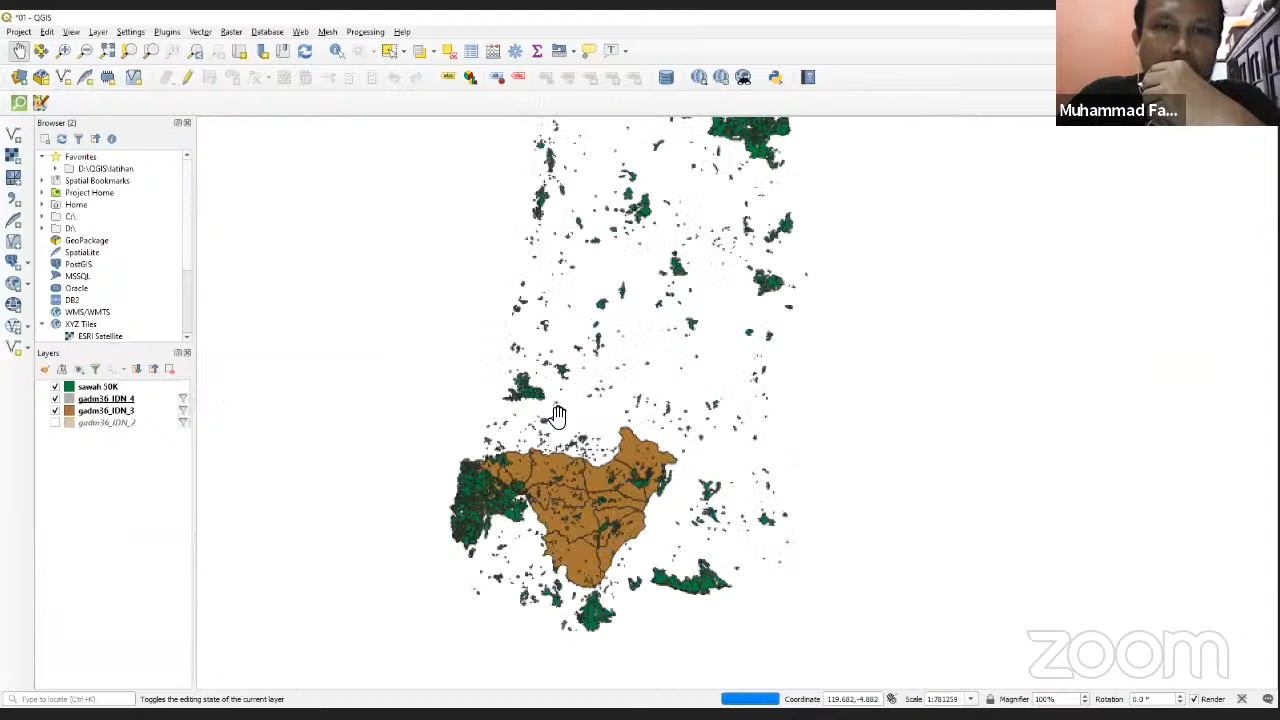 *01 - QGIS
Project Edit View Layer Settings Plugins Vector Raster Database Web Mesh Processing Help
Muhammad Fa...
Browser (2)
Favorites
D:\QGIS\latihan
Spatial Bookmarks
Project Home
Home
C:\
D:\
GeoPackage
SpatiaLite
PostGIS
MSSQL
Oracle
DB2
WMS/WMTS
XYZ Tiles
ESRI Satellite
Layers
sawah 50K
gadm36_IDN_4
gadm36_IDN_3
gadm36_IDN_2
zoom
Type to locate (Ctrl+K) Toggles the editing state of the current layer Coordinate 119.682,-4.882 Scale 1:781259 Magnifier 100% Rotation 0.0 ° Render